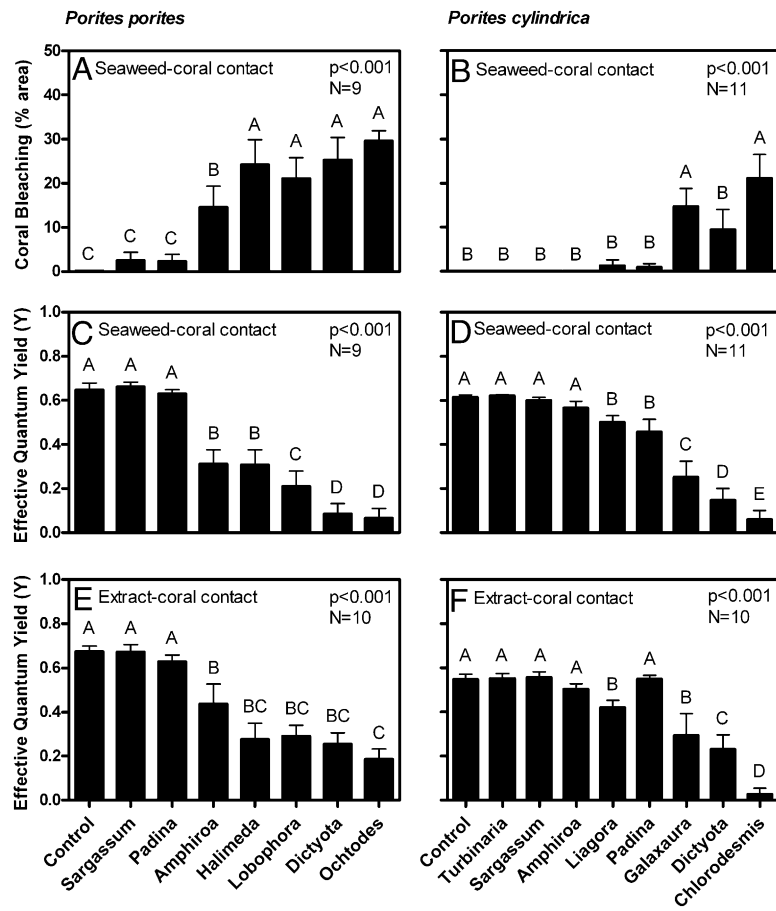 Porites porites
Porites cylindrica
Coral Bleaching (% area)
50
40
30
20
10
0
A Seaweed-coral contact
p<0.001
N=9
C C C B A A A A
B Seaweed-coral contact
p<0.001
N=11
B B B B B B A B A
Effective Quantum Yield (Y)
1.0
0.8
0.6
0.4
0.2
0.0
C Seaweed-coral contact
p<0.001
N=9
A A A B B C D D
D Seaweed-coral contact
p<0.001
N=11
A A A A B B C D E
Effective Quantum Yield (Y)
1.0
0.8
0.6
0.4
0.2
0.0
E Extract-coral contact
p<0.001
N=10
A A A B BC BC BC C
F Extract-coral contact
p<0.001
N=10
A A A A B A B C D
Control
Sargassum
Padina
Amphiroa
Halimeda
Lobophora
Dictyota
Ochtodes
Control
Turbinaria
Sargassum
Amphiroa
Liagora
Padina
Galaxaura
Dictyota
Chlorodesmis